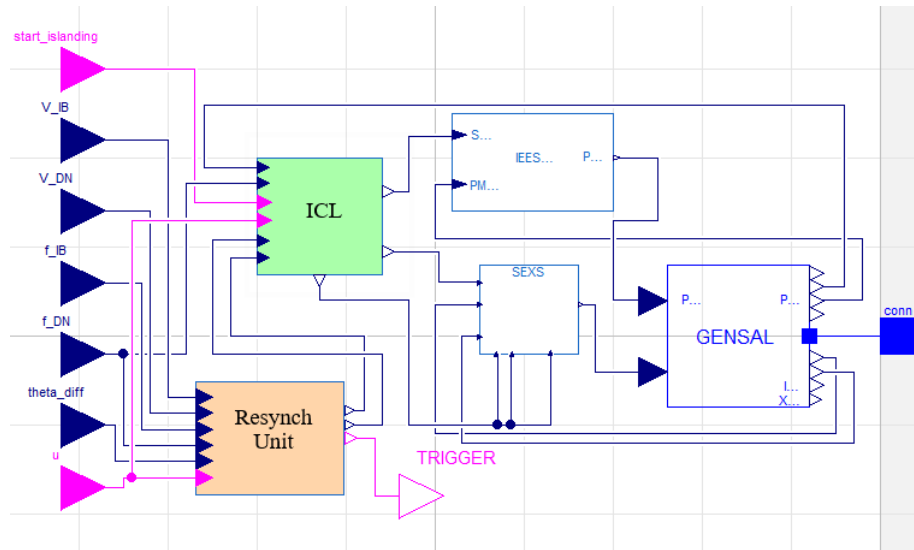 start_islanding
V_IB
V_DN
f_IB
f_DN
theta_diff
u
ICL
S...
IEES...
P...
PM...
SEXS
P...
P...
GENSAL
I...
X...
conn
Resynch
Unit
TRIGGER